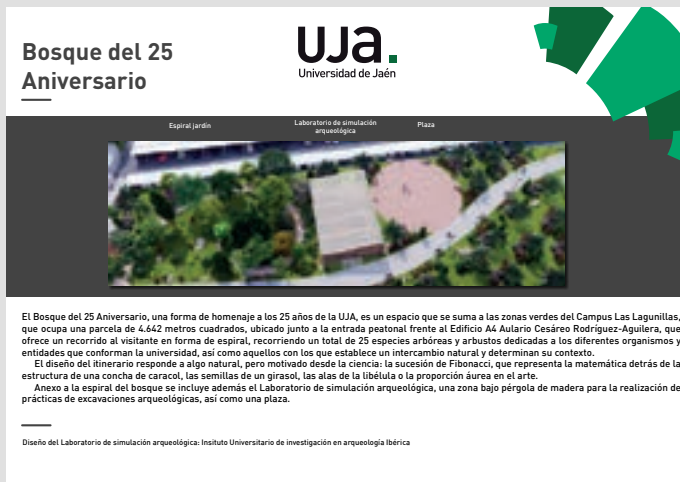 Bosque del 25
Aniversario
UJa.
Universidad de Jaén
Espiral jardín
Laboratorio de simulación
arqueológica
Plaza
El Bosque del 25 Aniversario, una forma de homenaje a los 25 años de la UJA, es un espacio que se suma a las zonas verdes del Campus Las Lagunillas,
que ocupa una parcela de 4.642 metros cuadrados, ubicado junto a la entrada peatonal frente al Edificio A4 Aulario Cesáreo Rodríguez-Aguilera, que
ofrece un recorrido al visitante en forma de espiral, recorriendo un total de 25 especies arbóreas y arbustos dedicadas a los diferentes organismos y
entidades que conforman la universidad, así como aquellos con los que establece un intercambio natural y determinan su contexto.
El diseño del itinerario responde a algo natural, pero motivado desde la ciencia: la sucesión de Fibonacci, que representa la matemática detrás de la
estructura de una concha de caracol, las semillas de un girasol, las alas de la libélula o la proporción áurea en el arte.
Anexo a la espiral del bosque se incluye además el Laboratorio de simulación arqueológica, una zona bajo pérgola de madera para la realización de
prácticas de excavaciones arqueológicas, así como una plaza.
Diseño del Laboratorio de simulación arqueológica: Insituto Universitario de investigación en arqueología Ibérica